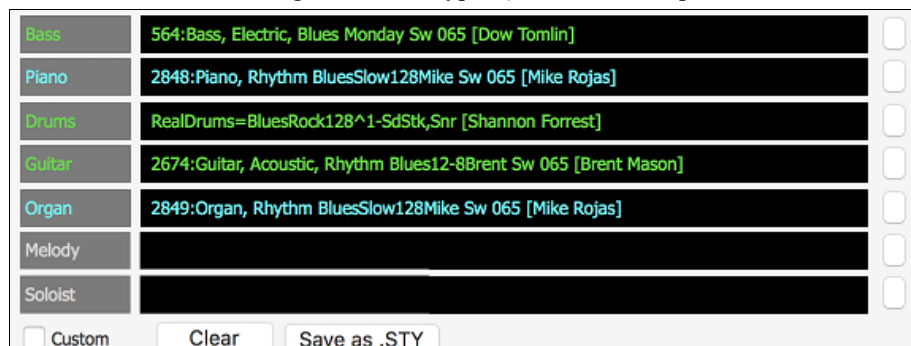 Bass 564:Bass, Electric, Blues Monday Sw 065 [Dow Tomlin]
Piano 2848:Piano, Rhythm BluesSlow128Mike Sw 065 [Mike Rojas]
Drums RealDrums=BluesRock128^1-SdStk,Snr [Shannon Forrest]
Guitar 2674:Guitar, Acoustic, Rhythm Blues12-8Brent Sw 065 [Brent Mason]
Organ 2849:Organ, Rhythm BluesSlow128Mike Sw 065 [Mike Rojas]
Melody
Soloist
Custom Clear Save as .STY